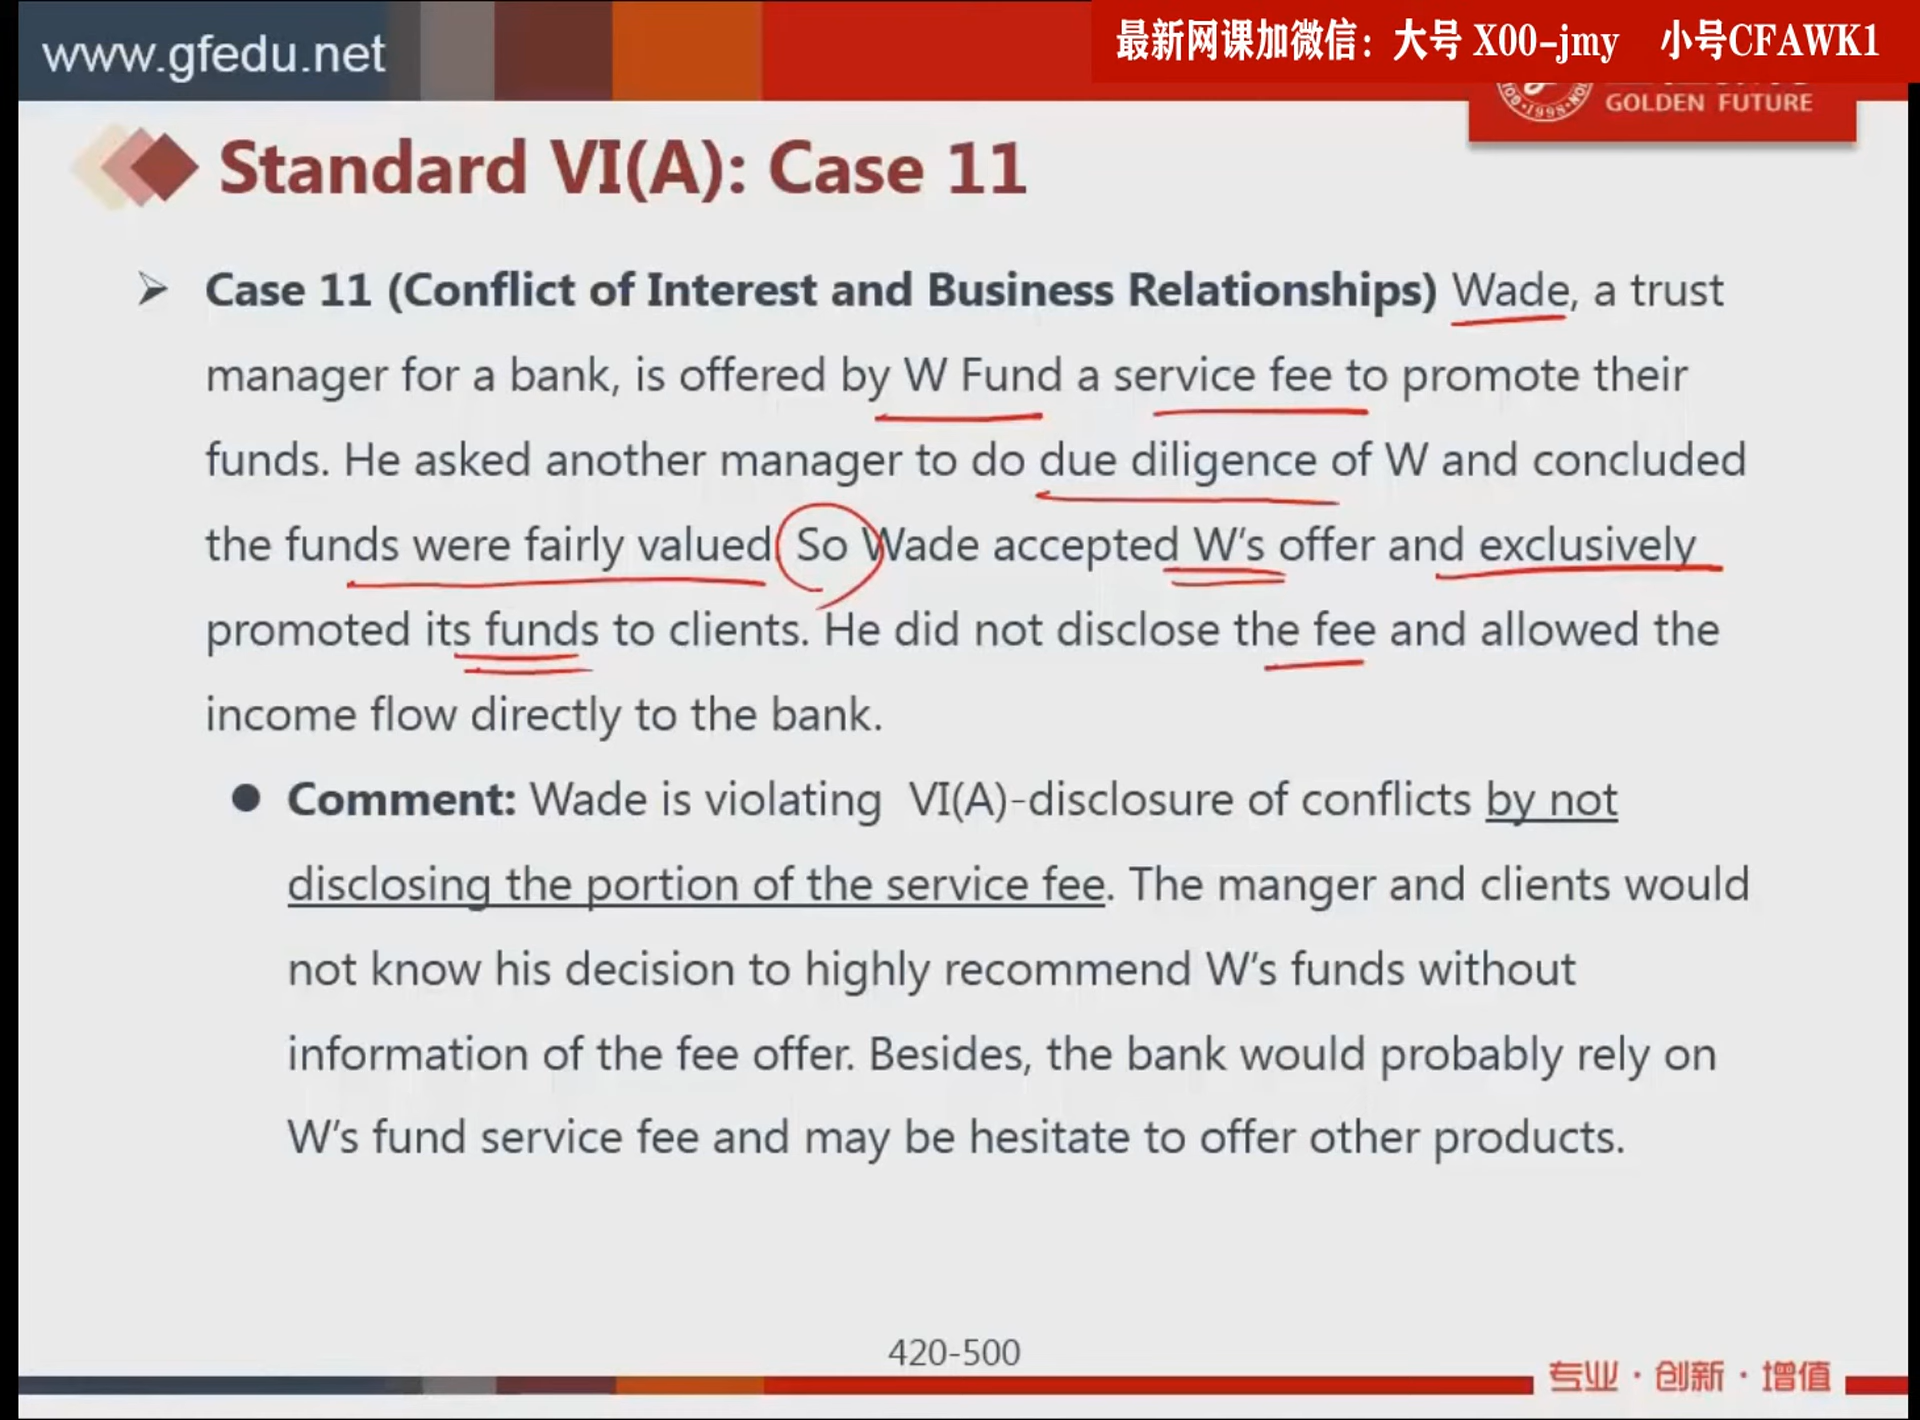 www.gfedu.net
最新网课加微信：大号 X00-jmy 小号CFAWK1
1998
GOLDEN FUTURE
Standard VI(A): Case 11
Case 11 (Conflict of Interest and Business Relationships) Wade, a trust
manager for a bank, is offered by W Fund a service fee to promote their
funds. He asked another manager to do due diligence of W and concluded
the funds were fairly valued So Wade accepted W's offer and exclusively
promoted its funds to clients. He did not disclose the fee and allowed the
income flow directly to the bank.
Comment: Wade is violating VI(A)-disclosure of conflicts by not
disclosing the portion of the service fee. The manger and clients would
not know his decision to highly recommend W's funds without
information of the fee offer. Besides, the bank would probably rely on
W's fund service fee and may be hesitate to offer other products.
420-500
专业·创新·增值